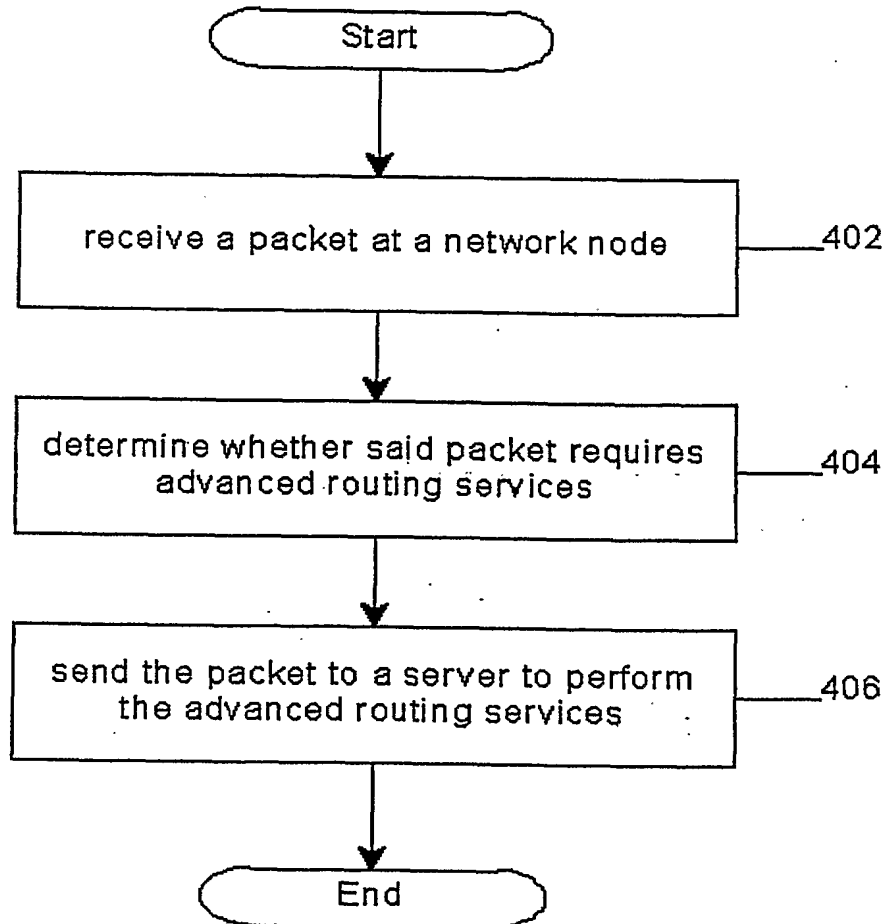 Start
receive a packet at a network node
402
determine whether said packet requires
advanced routing services
404
send the packet to a server to perform
the advanced routing services
406
End